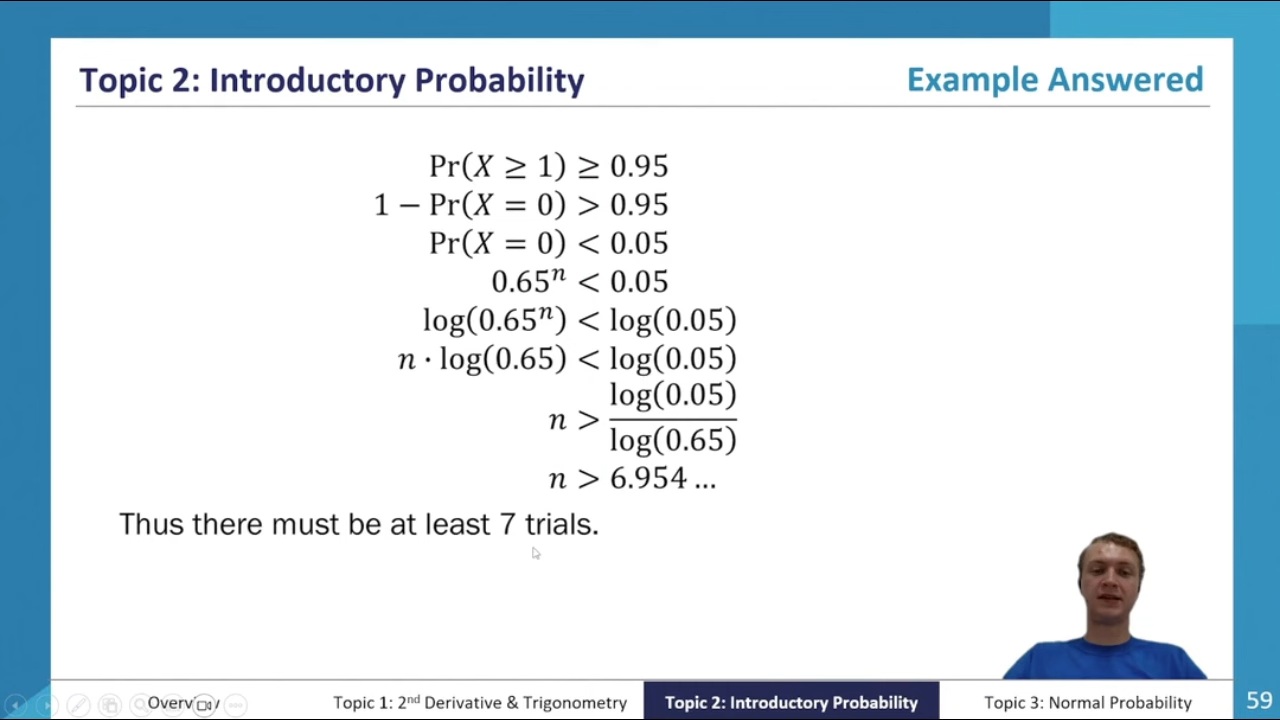 Topic 2: Introductory Probability
Example Answered
Pr(X ≥ 1) ≥ 0.95
1 − Pr(X = 0) > 0.95
Pr(X = 0) < 0.05
0.65ⁿ < 0.05
log(0.65ⁿ) < log(0.05)
n · log(0.65) < log(0.05)
n > log(0.05) / log(0.65)
n > 6.954 …
Thus there must be at least 7 trials.
Topic 1: 2nd Derivative & Trigonometry
Topic 2: Introductory Probability
Topic 3: Normal Probability
59